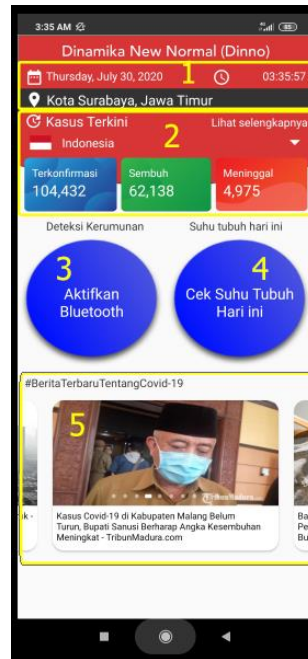 3:35 AM
85
Dinamika New Normal (Dinno)
Thursday, July 30, 2020 1 03:35:57
Kota Surabaya, Jawa Timur
Kasus Terkini Lihat selengkapnya
2
Indonesia
Terkonfirmasi Sembuh Meninggal
104,432 62,138 4,975
Deteksi Kerumunan Suhu tubuh hari ini
3 4
Aktifkan Cek Suhu Tubuh
Bluetooth Hari ini
#BeritaTerbaruTentangCovid-19
5
Kasus Covid-19 di Kabupaten Malang Belum
Turun, Bupati Sanusi Berharap Angka Kesembuhan
Meningkat - TribunMadura.com